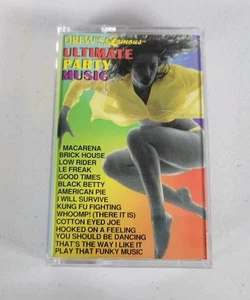 DREW'S Famous
ULTIMATE
PARTY
MUSIC
MACARENA
BRICK HOUSE
LOW RIDER
LE FREAK
GOOD TIMES
BLACK BETTY
AMERICAN PIE
I WILL SURVIVE
KUNG FU FIGHTING
WHOOMP! (THERE IT IS)
COTTON EYED JOE
HOOKED ON A FEELING
YOU SHOULD BE DANCING
THAT'S THE WAY I LIKE IT
PLAY THAT FUNKY MUSIC